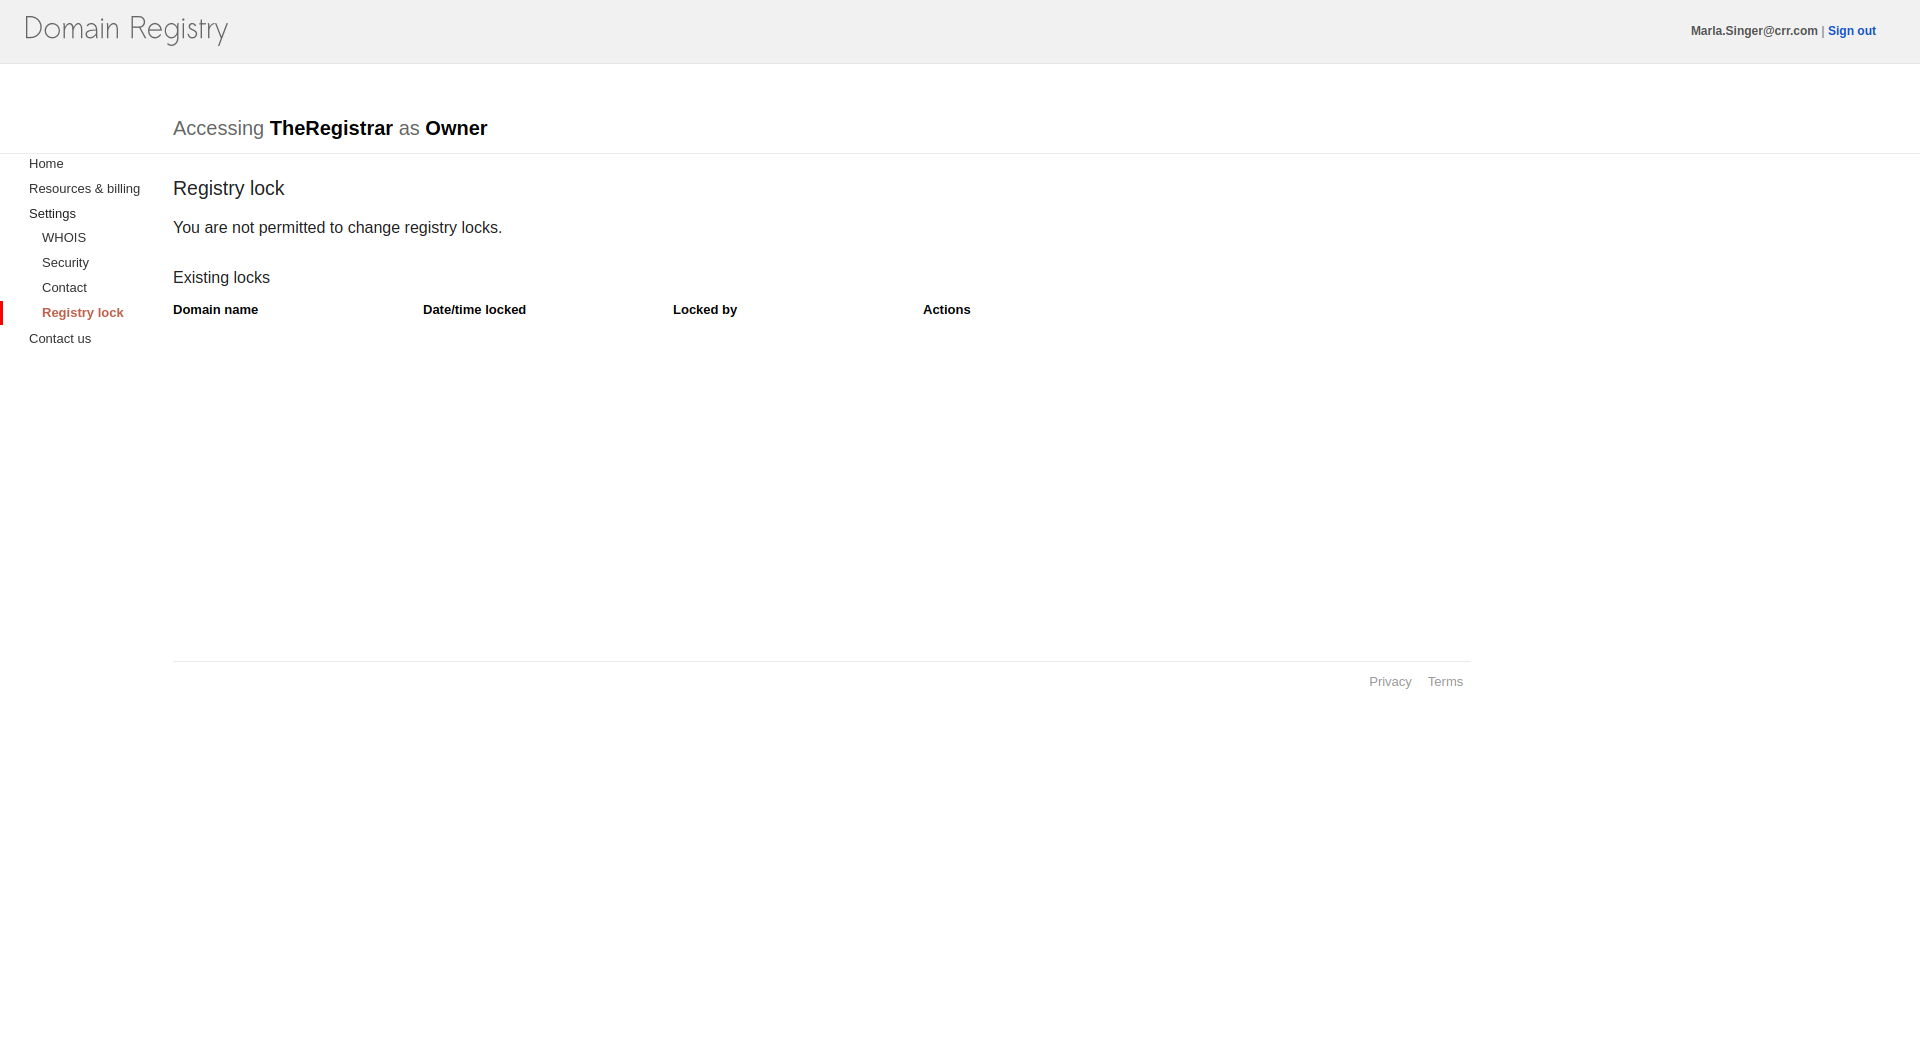 Domain Registry
Marla.Singer@crr.com | Sign out
Accessing TheRegistrar as Owner
Home
Resources & billing
Settings
WHOIS
Security
Contact
Registry lock
Contact us
Registry lock
You are not permitted to change registry locks.
Existing locks
Domain name Date/time locked Locked by Actions
Privacy Terms